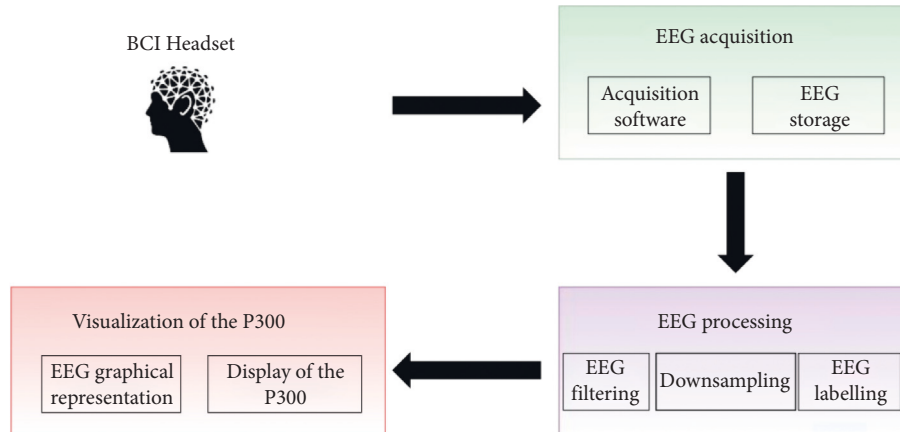 BCI Headset
EEG acquisition
Acquisition
software
EEG
storage
Visualization of the P300
EEG graphical
representation
Display of the
P300
EEG processing
EEG
filtering
Downsampling
EEG
labelling